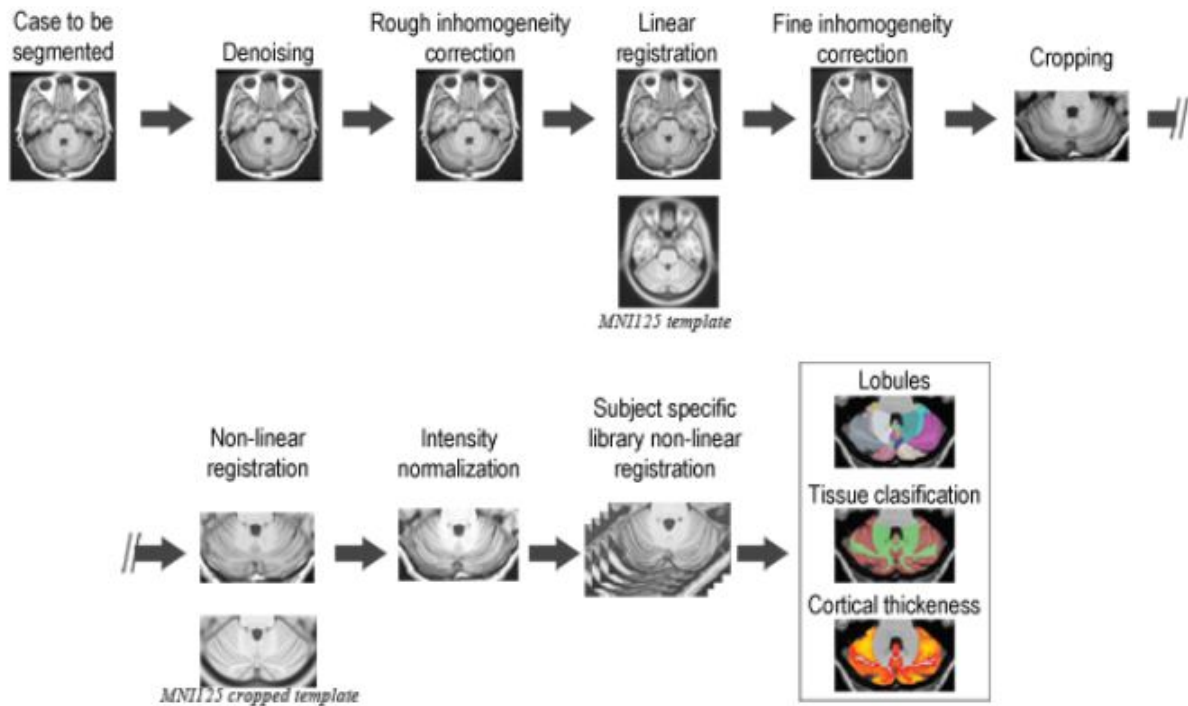 Case to be
segmented
Denoising
Rough inhomogeneity
correction
Linear
registration
Fine inhomogeneity
correction
Cropping
MNI125 template
Non-linear
registration
Intensity
normalization
Subject specific
library non-linear
registration
Lobules
Tissue clasification
Cortical thickness
MNI125 cropped template